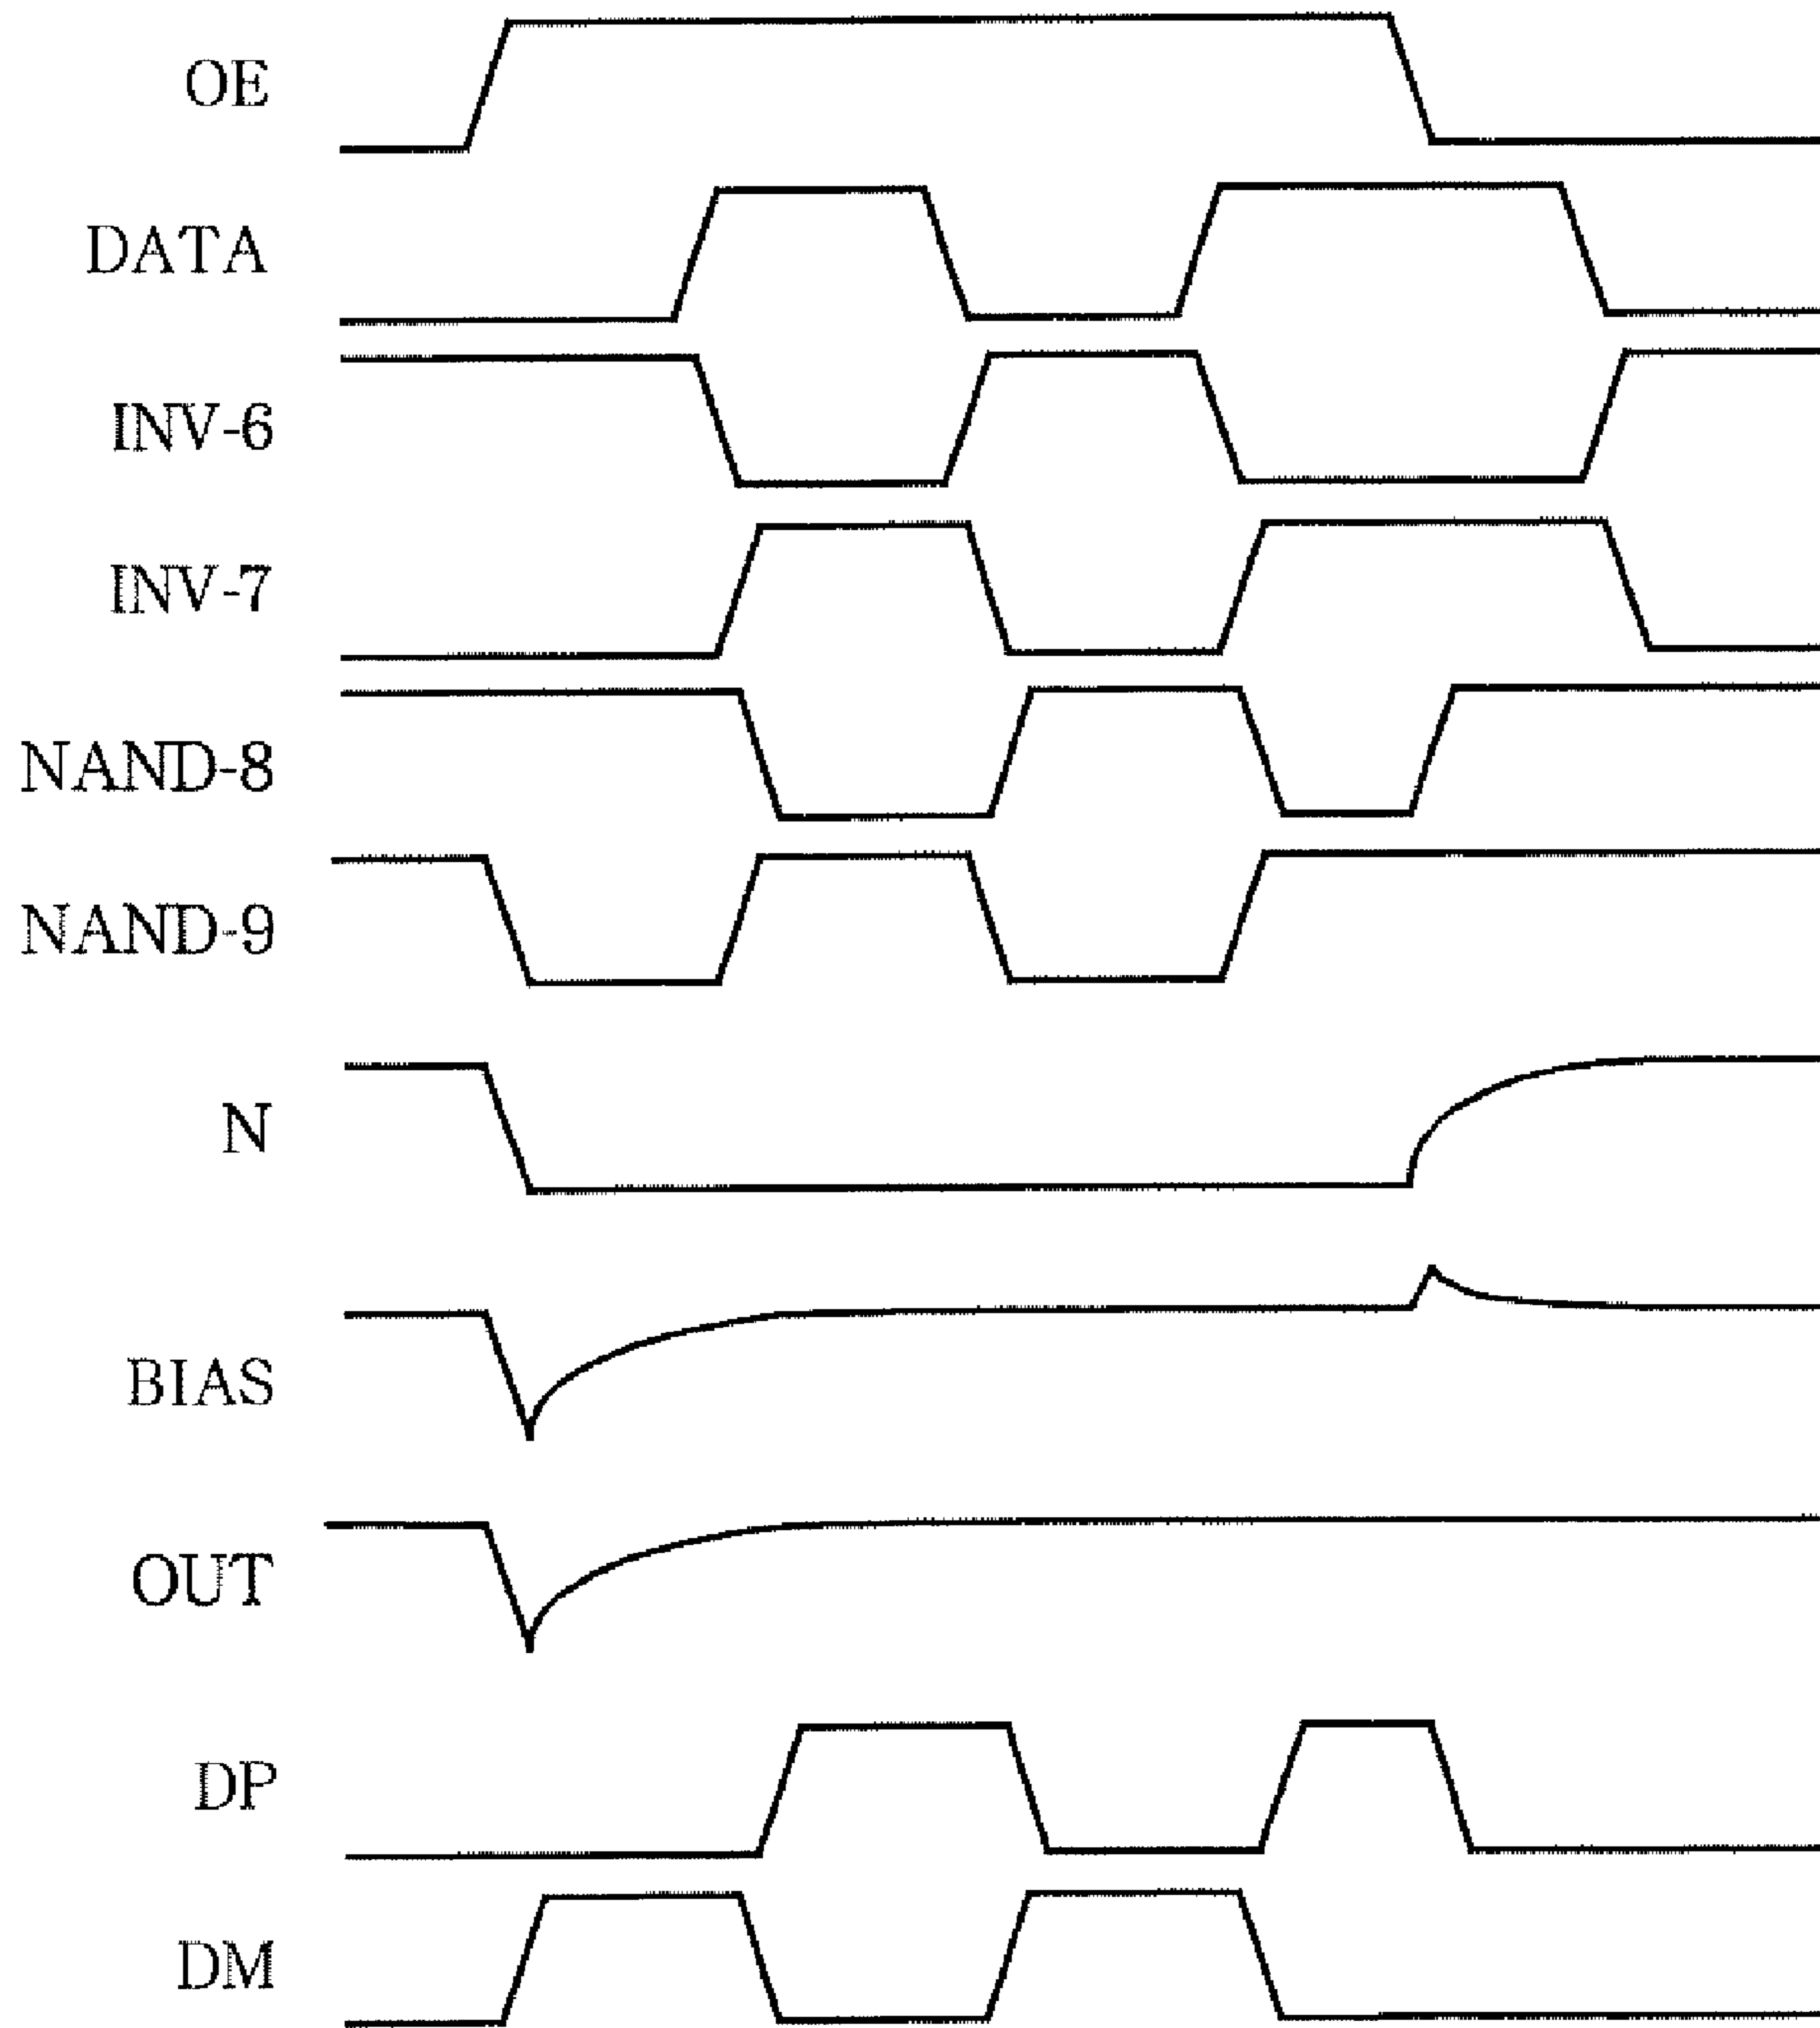 OE
DATA
INV-6
INV-7
NAND-8
NAND-9
N
BIAS
OUT
DP
DM